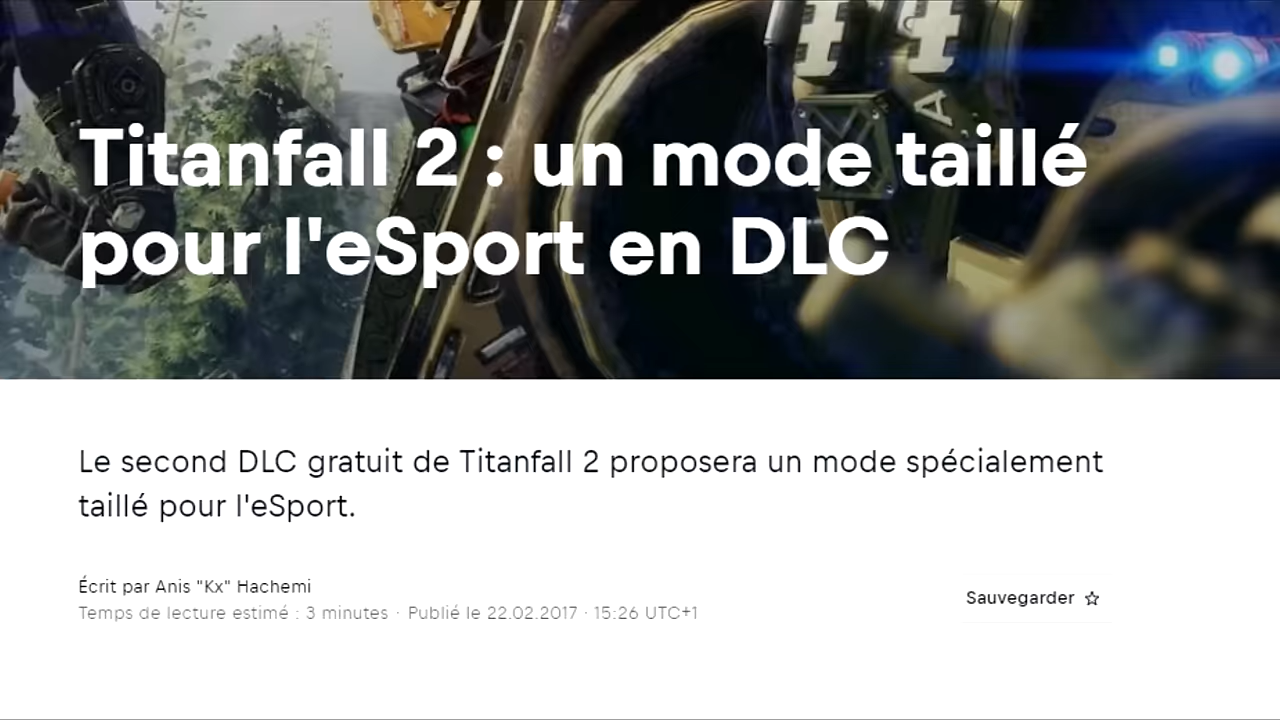 Titanfall 2 : un mode taillé
pour l'eSport en DLC
Le second DLC gratuit de Titanfall 2 proposera un mode spécialement
taillé pour l'eSport.
Écrit par Anis "Kx" Hachemi
Temps de lecture estimé : 3 minutes · Publié le 22.02.2017 · 15:26 UTC+1
Sauvegarder